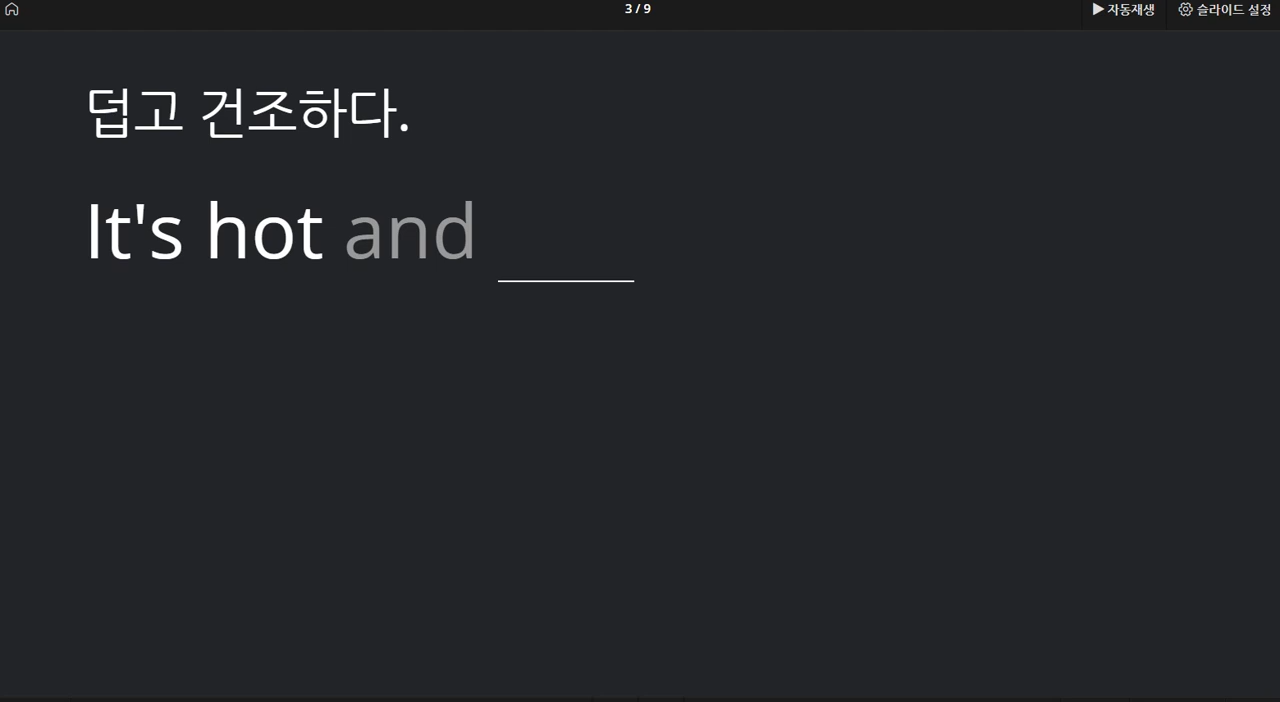 3 / 9
▶ 자동재생
슬라이드 설정
덥고 건조하다.
It's hot and ______